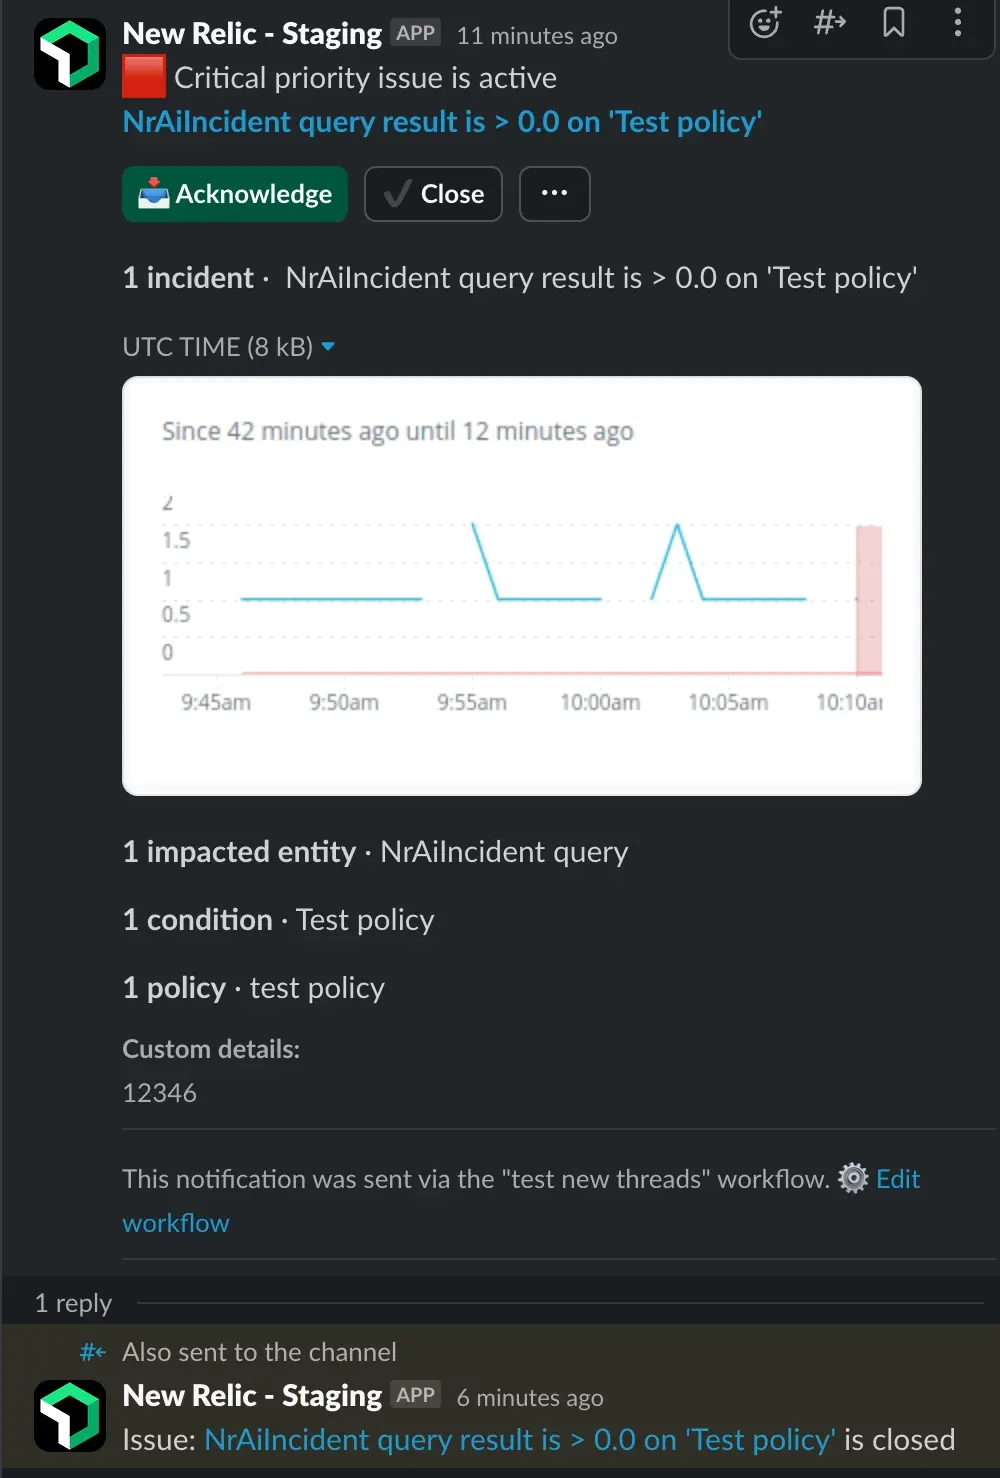 New Relic - Staging APP 11 minutes ago
Critical priority issue is active
NrAiIncident query result is > 0.0 on 'Test policy'
Acknowledge Close ...
1 incident · NrAiIncident query result is > 0.0 on 'Test policy'
UTC TIME (8 kB)
Since 42 minutes ago until 12 minutes ago
2
1.5
1
0.5
0
9:45am 9:50am 9:55am 10:00am 10:05am 10:10a
1 impacted entity · NrAiIncident query
1 condition · Test policy
1 policy · test policy
Custom details:
12346
This notification was sent via the "test new threads" workflow. Edit
workflow
1 reply
Also sent to the channel
New Relic - Staging APP 6 minutes ago
Issue: NrAiIncident query result is > 0.0 on 'Test policy' is closed